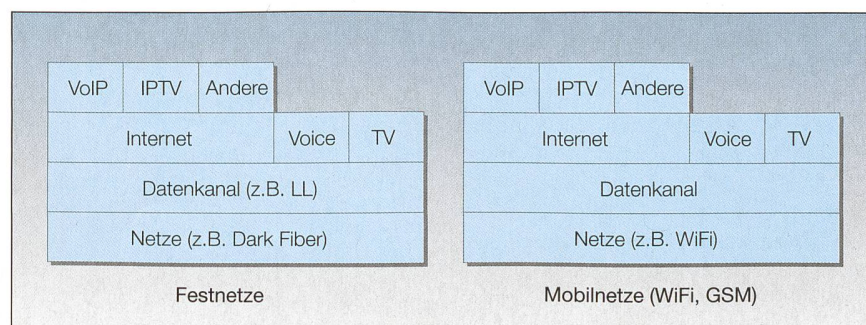 VoIP IPTV Andere
Internet Voice TV
Datenkanal (z.B. LL)
Netze (z.B. Dark Fiber)
Festnetze
VoIP IPTV Andere
Internet Voice TV
Datenkanal
Netze (z.B. WiFi)
Mobilnetze (WiFi, GSM)